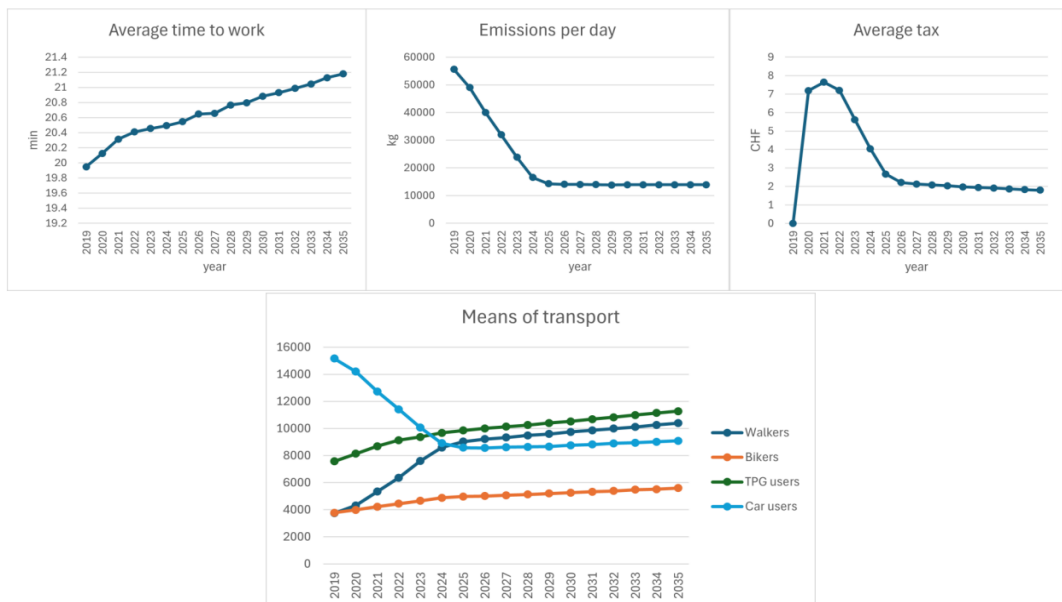 Average time to work
21.4
21.2
21
20.8
20.6
20.4
20.2
20
19.8
19.6
19.4
19.2
min
2019 2020 2021 2022 2023 2024 2025 2026 2027 2028 2029 2030 2031 2032 2033 2034 2035
year
Emissions per day
60000
50000
40000
30000
20000
10000
0
kg
2019 2020 2021 2022 2023 2024 2025 2026 2027 2028 2029 2030 2031 2032 2033 2034 2035
year
Average tax
9
8
7
6
5
4
3
2
1
0
CHF
2019 2020 2021 2022 2023 2024 2025 2026 2027 2028 2029 2030 2031 2032 2033 2034 2035
year
Means of transport
16000
14000
12000
10000
8000
6000
4000
2000
0
2019 2020 2021 2022 2023 2024 2025 2026 2027 2028 2029 2030 2031 2032 2033 2034 2035
Walkers
Bikers
TPG users
Car users